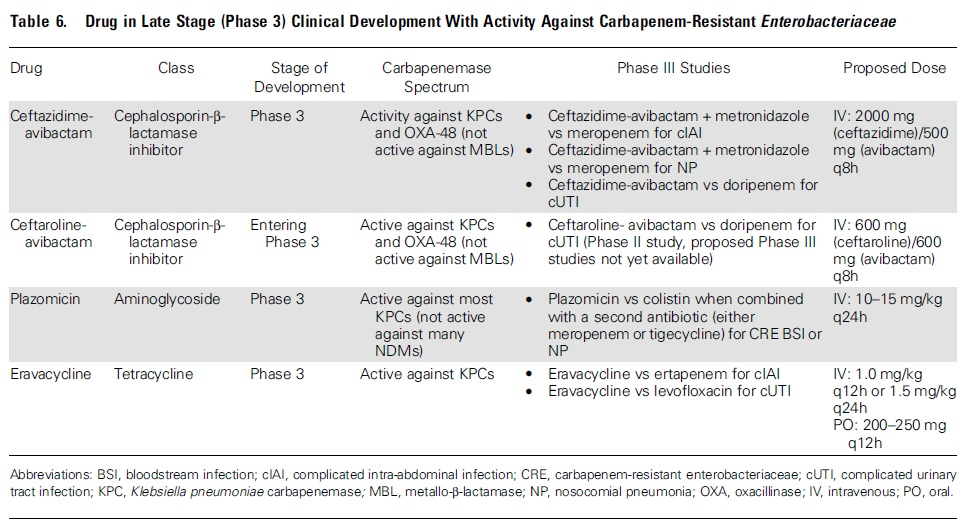 Table 6. Drug in Late Stage (Phase 3) Clinical Development With Activity Against Carbapenem-Resistant Enterobacteriaceae
Drug Class Stage of Development Carbapenemase Spectrum Phase III Studies Proposed Dose
Ceftazidime-avibactam
Cephalosporin-β-lactamase inhibitor
Phase 3
Activity against KPCs
and OXA-48 (not
active against MBLs)
• Ceftazidime-avibactam + metronidazole
vs meropenem for cIAI
• Ceftazidime-avibactam + metronidazole
vs meropenem for NP
• Ceftazidime-avibactam vs doripenem for
cUTI
IV: 2000 mg
(ceftazidime)/500
mg (avibactam)
q8h
Ceftaroline-
avibactam
Cephalosporin-β-
lactamase
inhibitor
Entering
Phase 3
Active against KPCs
and OXA-48 (not
active against MBLs)
• Ceftaroline- avibactam vs doripenem for
cUTI (Phase II study, proposed Phase III
studies not yet available)
IV: 600 mg
(ceftaroline)/600
mg (avibactam)
q8h
Plazomicin
Aminoglycoside
Phase 3
Active against most
KPCs (not active
against many
NDMs)
• Plazomicin vs colistin when combined
with a second antibiotic (either
meropenem or tigecycline) for CRE BSI or
NP
IV: 10–15 mg/kg
q24h
Eravacycline
Tetracycline
Phase 3
Active against KPCs
• Eravacycline vs ertapenem for cIAI
• Eravacycline vs levofloxacin for cUTI
IV: 1.0 mg/kg
q12h or 1.5 mg/kg
q24h
PO: 200–250 mg
q12h
Abbreviations: BSI, bloodstream infection; cIAI, complicated intra-abdominal infection; CRE, carbapenem-resistant enterobacteriaceae; cUTI, complicated urinary
tract infection; KPC, Klebsiella pneumoniae carbapenemase; MBL, metallo-β-lactamase; NP, nosocomial pneumonia; OXA, oxacillinase; IV, intravenous; PO, oral.